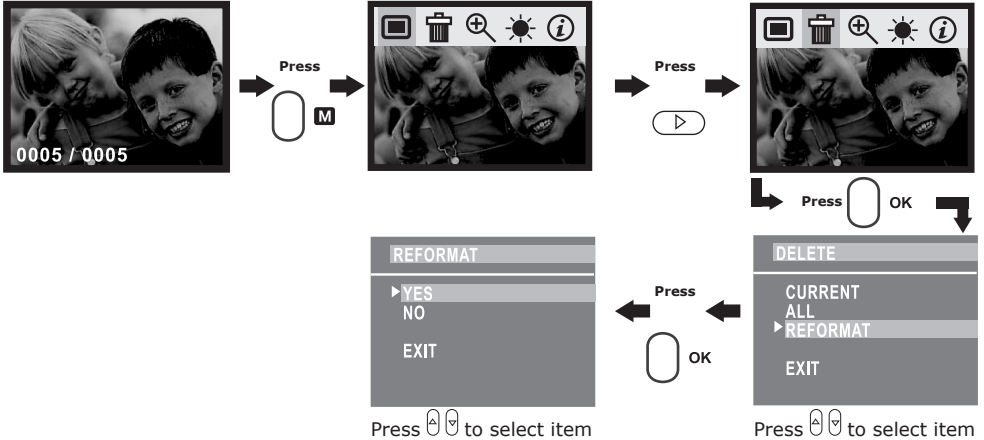 Press
M
0005 / 0005
Press
Press OK
DELETE
CURRENT
ALL
REFORMAT
EXIT
Press to select item
Press
OK
REFORMAT
YES
NO
EXIT
Press to select item